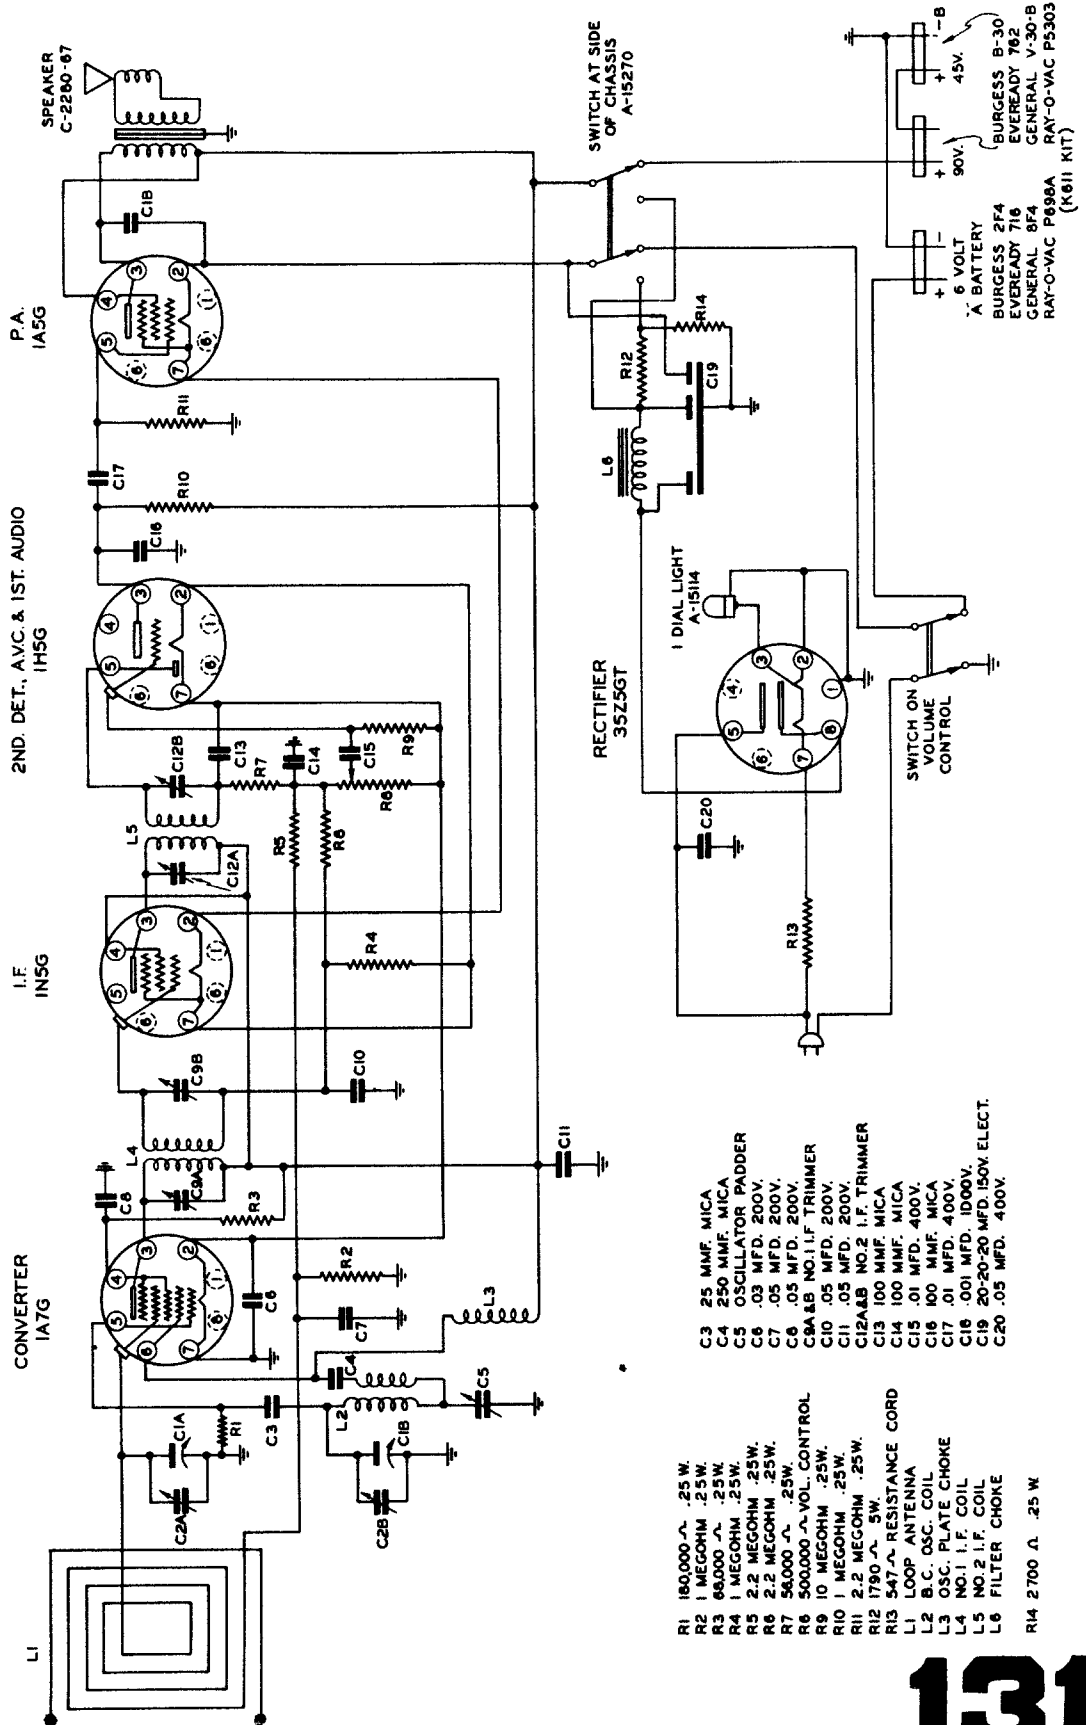 L1
CONVERTER
1A7G
I.F.
1N5G
2ND. DET., A.V.C. & 1ST. AUDIO
1H5G
P.A.
1A5G
SPEAKER
C-2280-67
C2A
C1A
R1
C3
L2
C4
C2B
C1B
C5
C8
C6
C7
R2
R3
L3
L4
C9A
C9B
C10
C11
R4
R5
R6
L5
C12A
C12B
C13
R7
C14
C15
R8
R9
C16
R10
C17
R11
C18
1
2
3
4
5
6
7
8
SWITCH AT SIDE
OF CHASSIS
A-15270
RECTIFIER
35Z5GT
1 DIAL LIGHT
A-15114
L6
R12
R14
C19
C20
R13
SWITCH ON
VOLUME
CONTROL
+ -
6 VOLT
"A" BATTERY
BURGESS 2F4
EVEREADY 718
GENERAL 8F4
RAY-O-VAC P698A
(K611 KIT)
+ 90V.
+ 45V.
-B
BURGESS B-30
EVEREADY 762
GENERAL V-30-B
RAY-O-VAC P5303
R1 180,000 Ω .25 W.
R2 1 MEGOHM .25W.
R3 68,000 Ω .25W.
R4 1 MEGOHM .25W.
R5 2.2 MEGOHM .25W.
R6 2.2 MEGOHM .25W.
R7 56,000 Ω .25W.
R8 500,000 Ω VOL. CONTROL
R9 10 MEGOHM .25W.
R10 1 MEGOHM .25W.
R11 2.2 MEGOHM .25W.
R12 1790 Ω 5W.
R13 547 Ω RESISTANCE CORD
L1 LOOP ANTENNA
L2 B.C. OSC. COIL
L3 OSC. PLATE CHOKE
L4 NO.1 I.F. COIL
L5 NO.2 I.F. COIL
L6 FILTER CHOKE
R14 2700 Ω .25 W.
C3 25 MMF. MICA
C4 250 MMF. MICA
C5 OSCILLATOR PADDER
C6 .03 MFD. 200V.
C7 .05 MFD. 200V.
C8 .05 MFD. 200V.
C9A&B NO.1 I.F TRIMMER
C10 .05 MFD. 200V.
C11 .05 MFD. 200V.
C12A&B NO.2 I.F. TRIMMER
C13 100 MMF. MICA
C14 100 MMF. MICA
C15 .01 MFD. 400V.
C16 100 MMF. MICA
C17 .01 MFD. 400V.
C18 .001 MFD. 1000V.
C19 20-20-20 MFD. 150V. ELECT.
C20 .05 MFD. 400V.
131